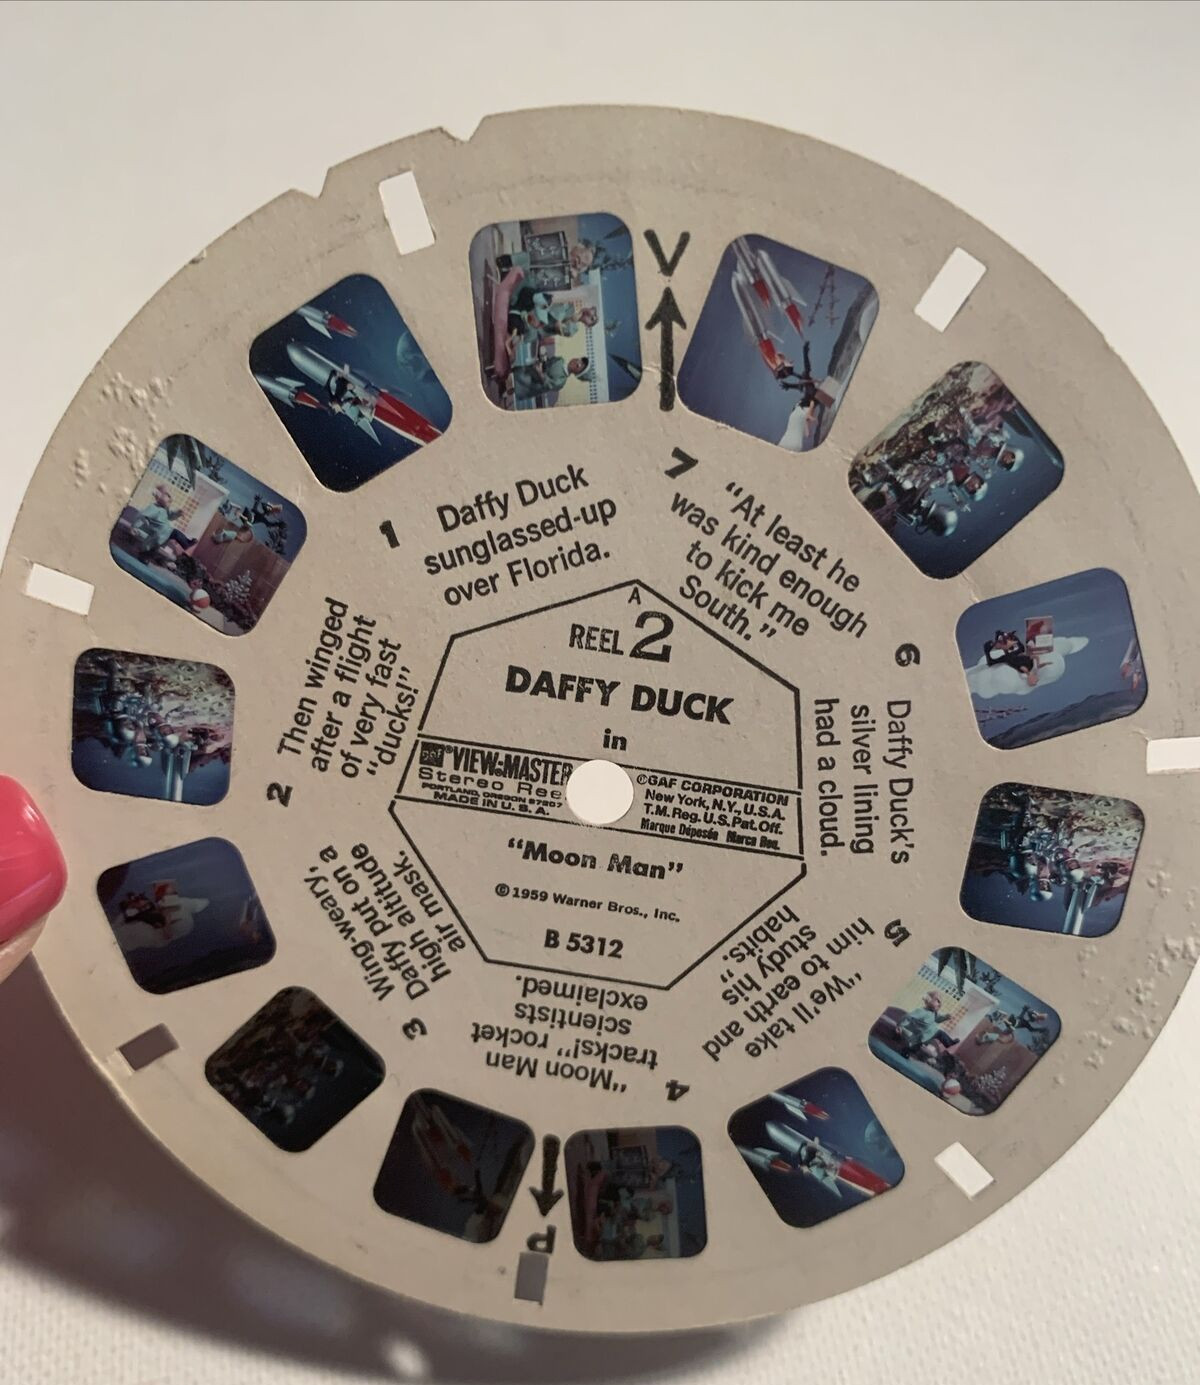 V
1 Daffy Duck
sunglassed-up
over Florida.
2 Then winged
after a flight
of very fast
"ducks!"
3 Wing-weary,
Daffy put on a
high altitude
air mask.
4 "Moon Man
tracks!" rocket
scientists
exclaimed.
5 "We'll take
him to earth and
study his
habits."
6 Daffy Duck's
silver lining
had a cloud.
7 "At least he
was kind enough
to kick me
South."
A
REEL 2
DAFFY DUCK
in
gaf ®VIEW-MASTER
Stereo Ree
PORTLAND, OREGON 97207
MADE IN U.S.A.
©GAF CORPORATION
New York, N.Y., U.S.A.
T.M. Reg. U.S. Pat. Off.
Marque Déposée Marca Reg.
"Moon Man"
©1959 Warner Bros., Inc.
B 5312
P